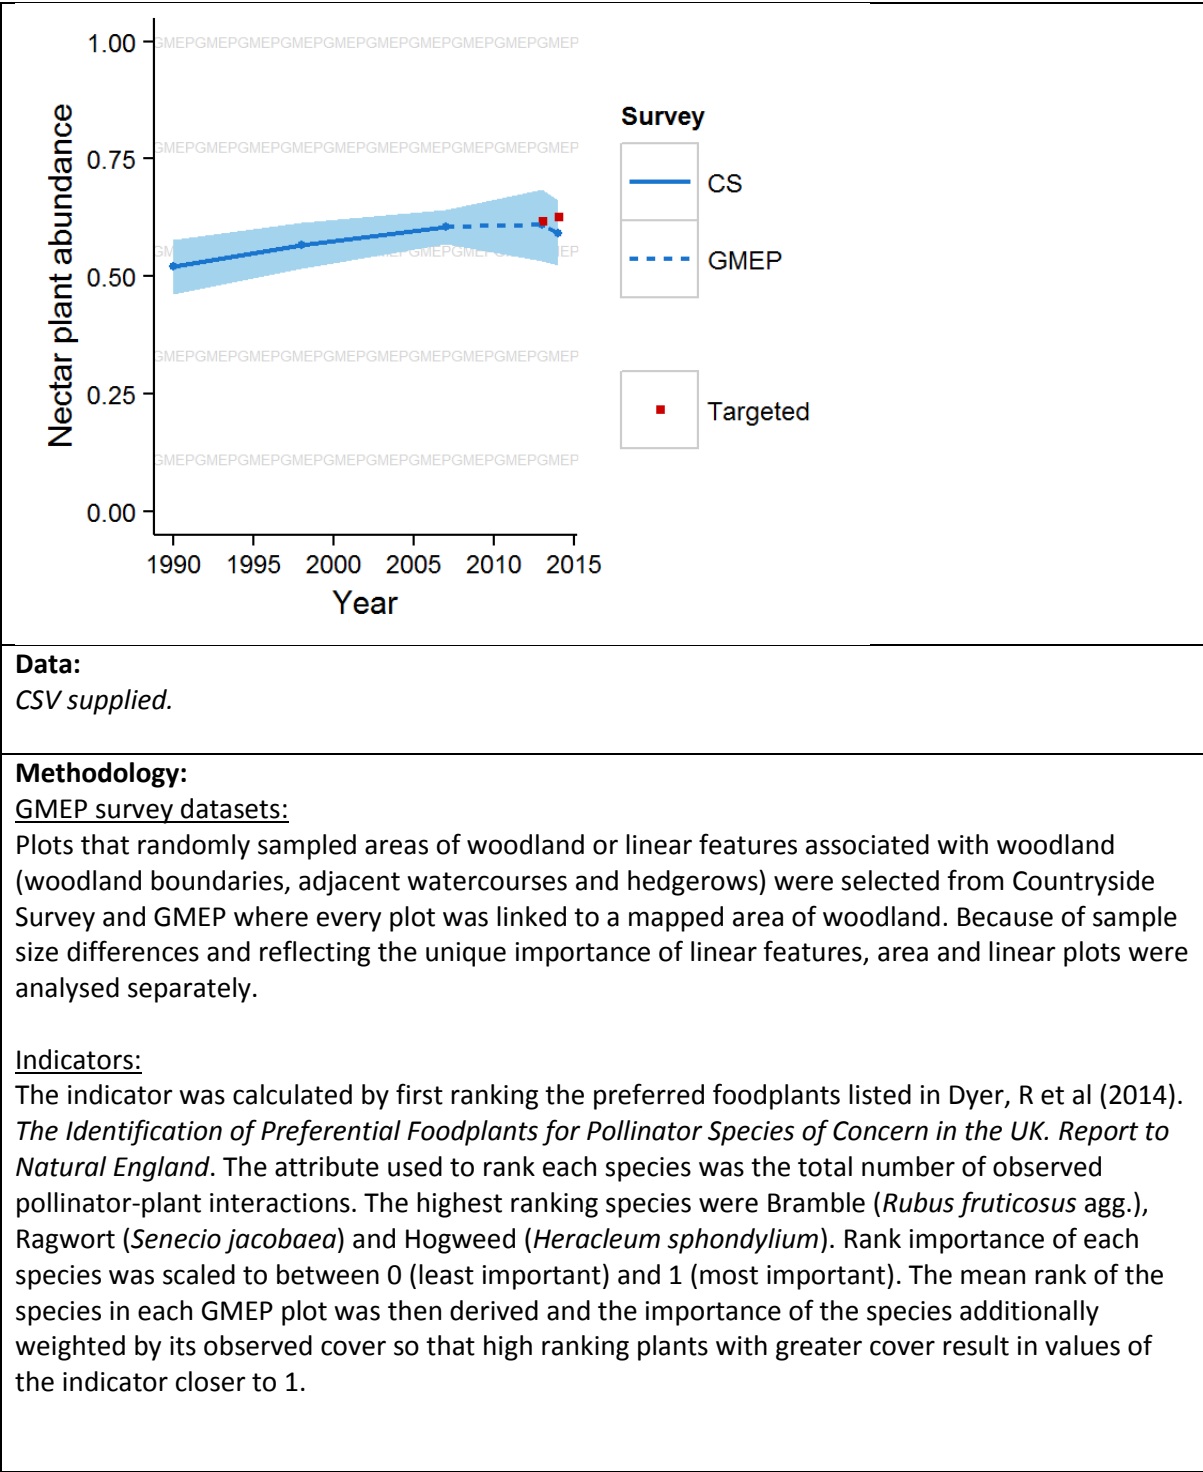 1.00
GMEPGMEPGMEPGMEPGMEPGMEPGMEPGMEPGMEPGMEP
GMEPGMEPGMEPGMEPGMEPGMEPGMEPGMEPGMEPGMEP
0.75
0.50
GMEPGMEPGMEPGMEPGMEPGMEPGMEPGMEPGMEPGMEP
0.25
GMEPGMEPGMEPGMEPGMEPGMEPGMEPGMEPGMEPGMEP
0.00
Nectar plant abundance
1990 1995 2000 2005 2010 2015
Year
Survey
CS
GMEP
Targeted
Data:
CSV supplied.
Methodology:
GMEP survey datasets:
Plots that randomly sampled areas of woodland or linear features associated with woodland
(woodland boundaries, adjacent watercourses and hedgerows) were selected from Countryside
Survey and GMEP where every plot was linked to a mapped area of woodland. Because of sample
size differences and reflecting the unique importance of linear features, area and linear plots were
analysed separately.
Indicators:
The indicator was calculated by first ranking the preferred foodplants listed in Dyer, R et al (2014).
The Identification of Preferential Foodplants for Pollinator Species of Concern in the UK. Report to
Natural England. The attribute used to rank each species was the total number of observed
pollinator-plant interactions. The highest ranking species were Bramble (Rubus fruticosus agg.),
Ragwort (Senecio jacobaea) and Hogweed (Heracleum sphondylium). Rank importance of each
species was scaled to between 0 (least important) and 1 (most important). The mean rank of the
species in each GMEP plot was then derived and the importance of the species additionally
weighted by its observed cover so that high ranking plants with greater cover result in values of
the indicator closer to 1.